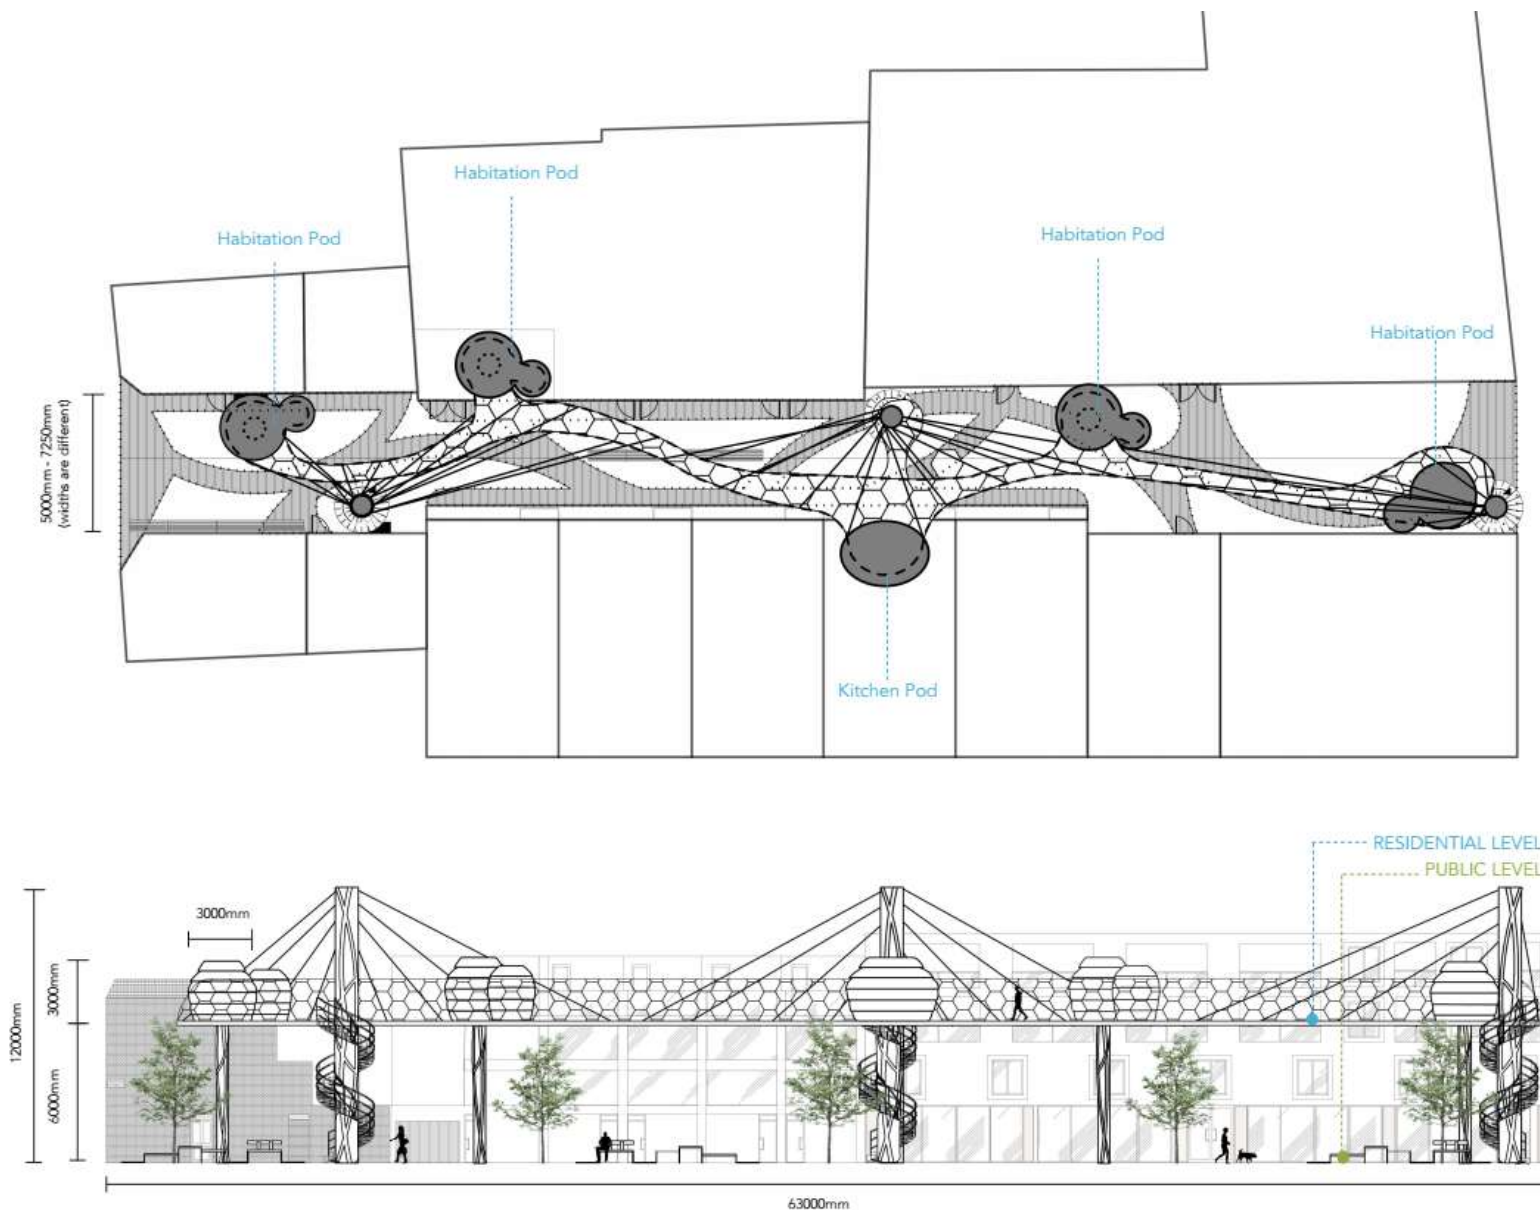 Habitation Pod
Habitation Pod
Habitation Pod
Habitation Pod
5000mm - 7250mm
(widths are different)
Kitchen Pod
RESIDENTIAL LEVEL
PUBLIC LEVEL
3000mm
3000mm
12000mm
6000mm
63000mm